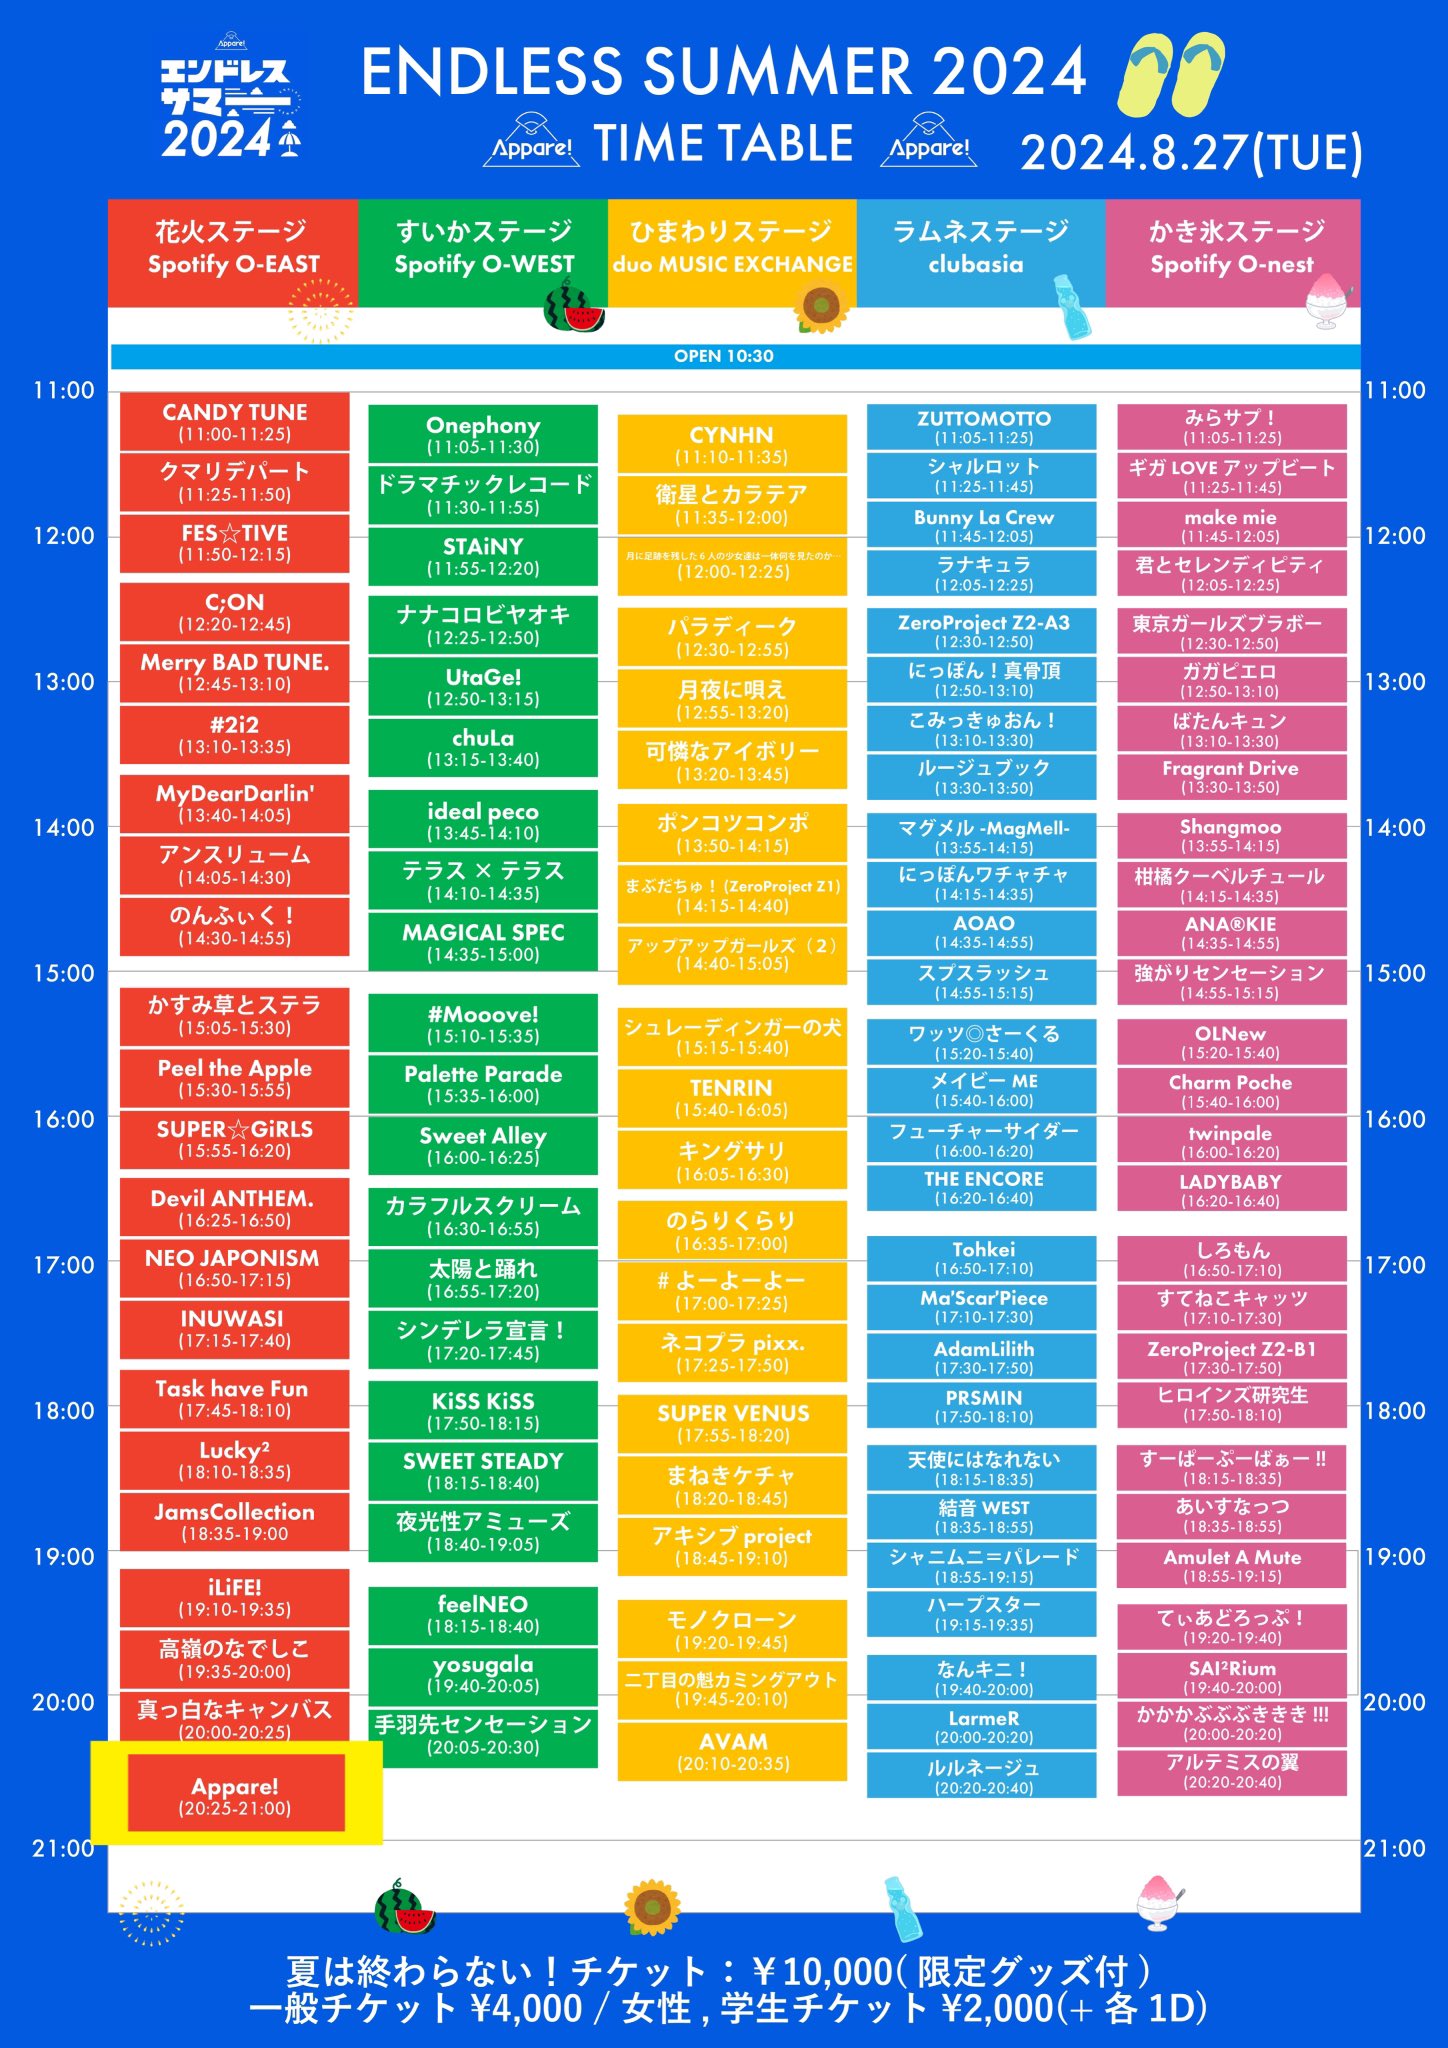 Appare!
エンドレス
サマー
2024
ENDLESS SUMMER 2024
Appare! TIME TABLE Appare!
2024.8.27(TUE)
花火ステージ
Spotify O-EAST
すいかステージ
Spotify O-WEST
ひまわりステージ
duo MUSIC EXCHANGE
ラムネステージ
clubasia
かき氷ステージ
Spotify O-nest
OPEN 10:30
11:00
12:00
13:00
14:00
15:00
16:00
17:00
18:00
19:00
20:00
21:00
CANDY TUNE
(11:00-11:25)
クマリデパート
(11:25-11:50)
FES☆TIVE
(11:50-12:15)
C;ON
(12:20-12:45)
Merry BAD TUNE.
(12:45-13:10)
#2i2
(13:10-13:35)
MyDearDarlin'
(13:40-14:05)
アンスリューム
(14:05-14:30)
のんふぃく！
(14:30-14:55)
かすみ草とステラ
(15:05-15:30)
Peel the Apple
(15:30-15:55)
SUPER☆GiRLS
(15:55-16:20)
Devil ANTHEM.
(16:25-16:50)
NEO JAPONISM
(16:50-17:15)
INUWASI
(17:15-17:40)
Task have Fun
(17:45-18:10)
Lucky²
(18:10-18:35)
JamsCollection
(18:35-19:00
iLiFE!
(19:10-19:35)
高嶺のなでしこ
(19:35-20:00)
真っ白なキャンバス
(20:00-20:25)
Appare!
(20:25-21:00)
Onephony
(11:05-11:30)
ドラマチックレコード
(11:30-11:55)
STAiNY
(11:55-12:20)
ナナコロビヤオキ
(12:25-12:50)
UtaGe!
(12:50-13:15)
chuLa
(13:15-13:40)
ideal peco
(13:45-14:10)
テラス × テラス
(14:10-14:35)
MAGICAL SPEC
(14:35-15:00)
#Mooove!
(15:10-15:35)
Palette Parade
(15:35-16:00)
Sweet Alley
(16:00-16:25)
カラフルスクリーム
(16:30-16:55)
太陽と踊れ
(16:55-17:20)
シンデレラ宣言！
(17:20-17:45)
KiSS KiSS
(17:50-18:15)
SWEET STEADY
(18:15-18:40)
夜光性アミューズ
(18:40-19:05)
feelNEO
(18:15-18:40)
yosugala
(19:40-20:05)
手羽先センセーション
(20:05-20:30)
CYNHN
(11:10-11:35)
衛星とカラテア
(11:35-12:00)
月に足跡を残した6人の少女達は一体何を見たのか…
(12:00-12:25)
パラディーク
(12:30-12:55)
月夜に唄え
(12:55-13:20)
可憐なアイボリー
(13:20-13:45)
ポンコツコンポ
(13:50-14:15)
まぶだちゅ！(ZeroProject Z1)
(14:15-14:40)
アップアップガールズ（２）
(14:40-15:05)
シュレーディンガーの犬
(15:15-15:40)
TENRIN
(15:40-16:05)
キングサリ
(16:05-16:30)
のらりくらり
(16:35-17:00)
# よーよーよー
(17:00-17:25)
ネコプラ pixx.
(17:25-17:50)
SUPER VENUS
(17:55-18:20)
まねきケチャ
(18:20-18:45)
アキシブ project
(18:45-19:10)
モノクローン
(19:20-19:45)
二丁目の魁カミングアウト
(19:45-20:10)
AVAM
(20:10-20:35)
ZUTTOMOTTO
(11:05-11:25)
シャルロット
(11:25-11:45)
Bunny La Crew
(11:45-12:05)
ラナキュラ
(12:05-12:25)
ZeroProject Z2-A3
(12:30-12:50)
にっぽん！真骨頂
(12:50-13:10)
こみっきゅおん！
(13:10-13:30)
ルージュブック
(13:30-13:50)
マグメル -MagMell-
(13:55-14:15)
にっぽんワチャチャ
(14:15-14:35)
AOAO
(14:35-14:55)
スプスラッシュ
(14:55-15:15)
ワッツ◎さーくる
(15:20-15:40)
メイビー ME
(15:40-16:00)
フューチャーサイダー
(16:00-16:20)
THE ENCORE
(16:20-16:40)
Tohkei
(16:50-17:10)
Ma'Scar'Piece
(17:10-17:30)
AdamLilith
(17:30-17:50)
PRSMIN
(17:50-18:10)
天使にはなれない
(18:15-18:35)
結音 WEST
(18:35-18:55)
シャニムニ＝パレード
(18:55-19:15)
ハープスター
(19:15-19:35)
なんキニ！
(19:40-20:00)
LarmeR
(20:00-20:20)
ルルネージュ
(20:20-20:40)
みらサプ！
(11:05-11:25)
ギガ LOVE アップビート
(11:25-11:45)
make mie
(11:45-12:05)
君とセレンディピティ
(12:05-12:25)
東京ガールズブラボー
(12:30-12:50)
ガガピエロ
(12:50-13:10)
ばたんキュン
(13:10-13:30)
Fragrant Drive
(13:30-13:50)
Shangmoo
(13:55-14:15)
柑橘クーベルチュール
(14:15-14:35)
ANA®KIE
(14:35-14:55)
強がりセンセーション
(14:55-15:15)
OLNew
(15:20-15:40)
Charm Poche
(15:40-16:00)
twinpale
(16:00-16:20)
LADYBABY
(16:20-16:40)
しろもん
(16:50-17:10)
すてねこキャッツ
(17:10-17:30)
ZeroProject Z2-B1
(17:30-17:50)
ヒロインズ研究生
(17:50-18:10)
すーぱーぷーばぁー !!
(18:15-18:35)
あいすなっつ
(18:35-18:55)
Amulet A Mute
(18:55-19:15)
てぃあどろっぷ！
(19:20-19:40)
SAI²Rium
(19:40-20:00)
かかかぶぶぶききき !!!
(20:00-20:20)
アルテミスの翼
(20:20-20:40)
11:00
12:00
13:00
14:00
15:00
16:00
17:00
18:00
19:00
20:00
21:00
夏は終わらない！チケット：￥10,000(限定グッズ付)
一般チケット ¥4,000 / 女性 , 学生チケット ¥2,000(+ 各 1D)